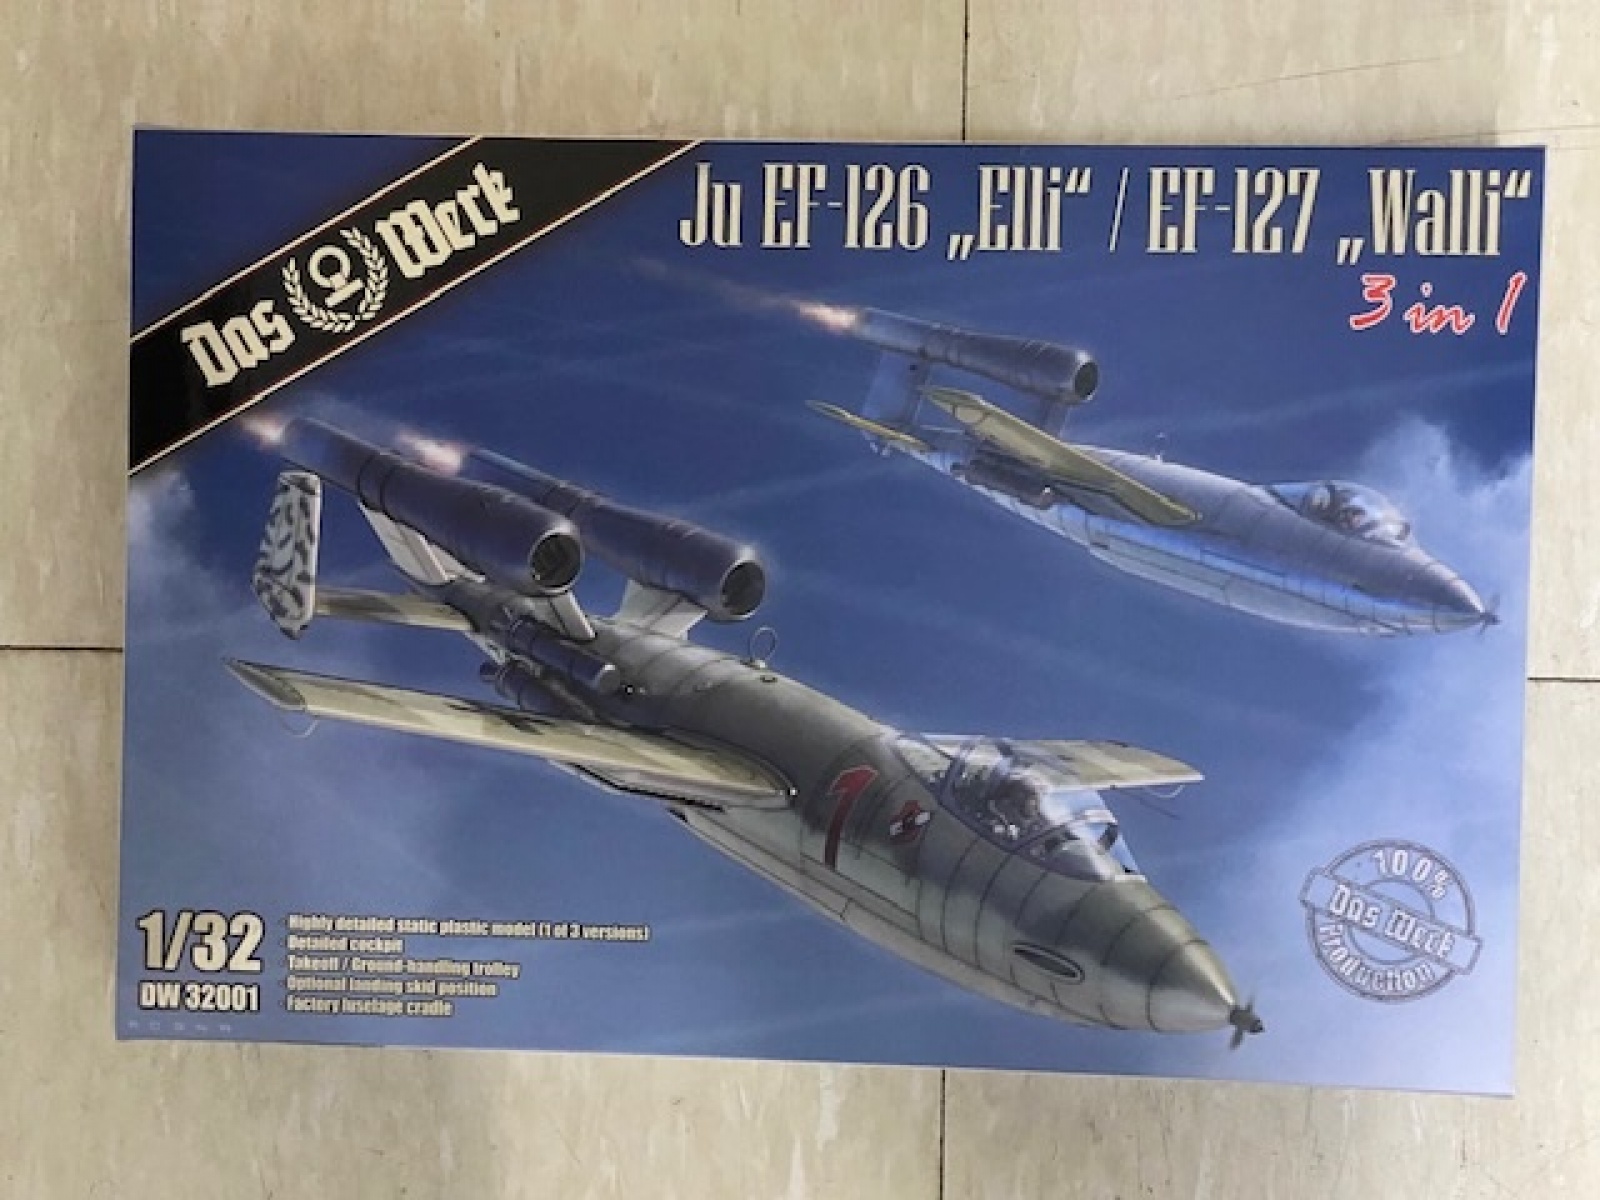 Das Werk
Ju EF-126 „Elli“ / EF-127 „Walli“
3 in 1
1
1/32
DW 32001
· Highly detailed static plastic model (1 of 3 versions)
· Detailed cockpit
· Takeoff / Ground-handling trolley
· Optional landing skid position
· Factory fuselage cradle
100%
Das Werk
Production